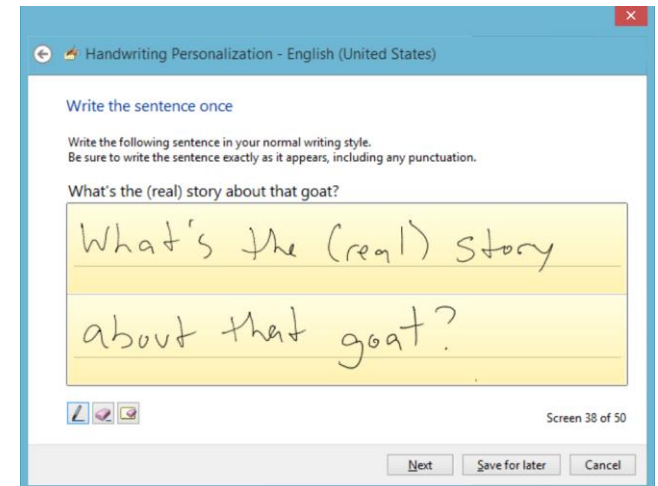 Handwriting Personalization - English (United States)
Write the sentence once
Write the following sentence in your normal writing style.
Be sure to write the sentence exactly as it appears, including any punctuation.
What's the (real) story about that goat?
What's the (real) story
about that goat?
Screen 38 of 50
Next Save for later Cancel